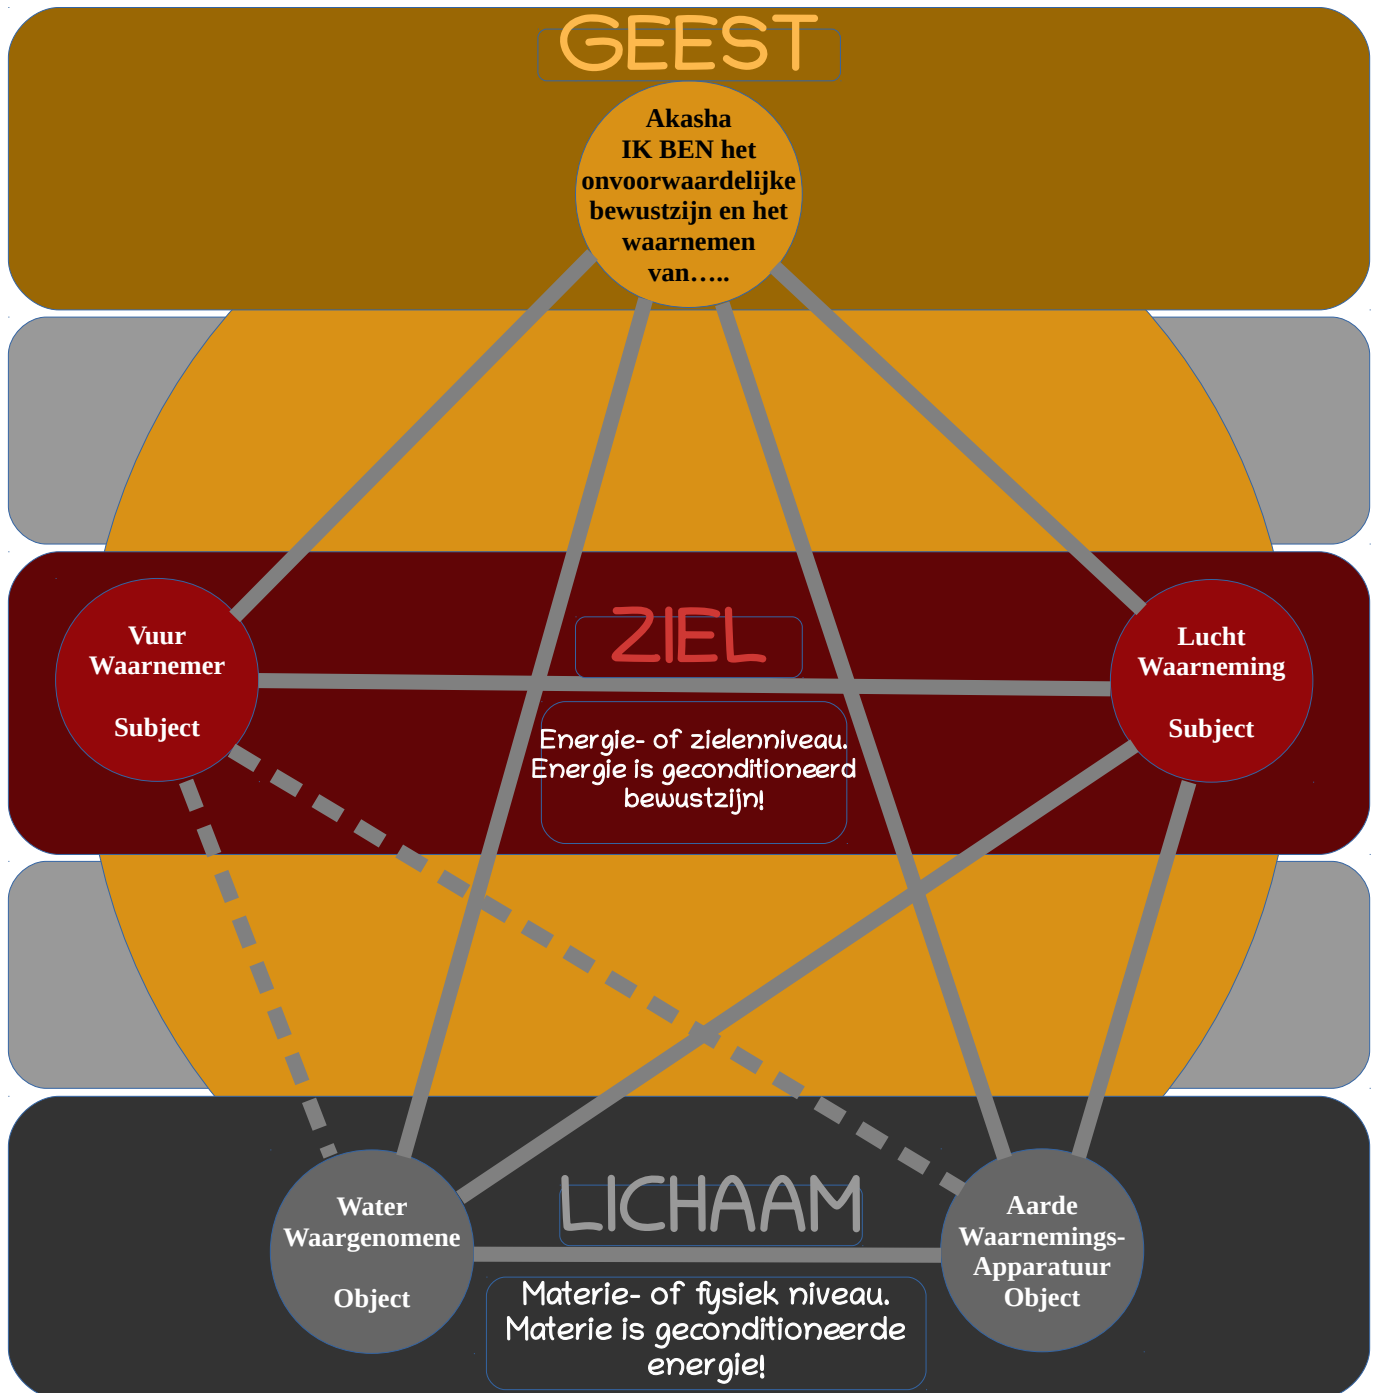 GEEST
Akasha
IK BEN het
onvoorwaardelijke
bewustzijn en het
waarnemen
van…..
Vuur
Waarnemer
Subject
ZIEL
Energie- of zielenniveau.
Energie is geconditioneerd
bewustzijn!
Lucht
Waarneming
Subject
Water
Waargenomene
Object
LICHAAM
Materie- of fysiek niveau.
Materie is geconditioneerde
energie!
Aarde
Waarnemings-
Apparatuur
Object